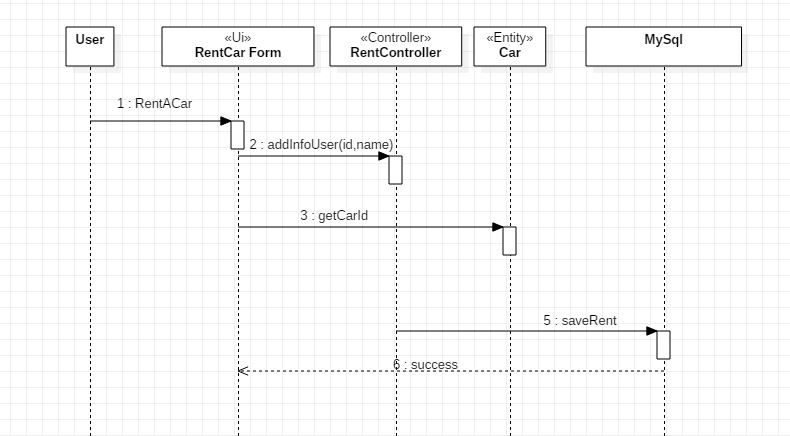 User
«Ui»
RentCar Form
«Controller»
RentController
«Entity»
Car
MySql
1 : RentACar
2 : addInfoUser(id,name)
3 : getCarId
5 : saveRent
6 : success